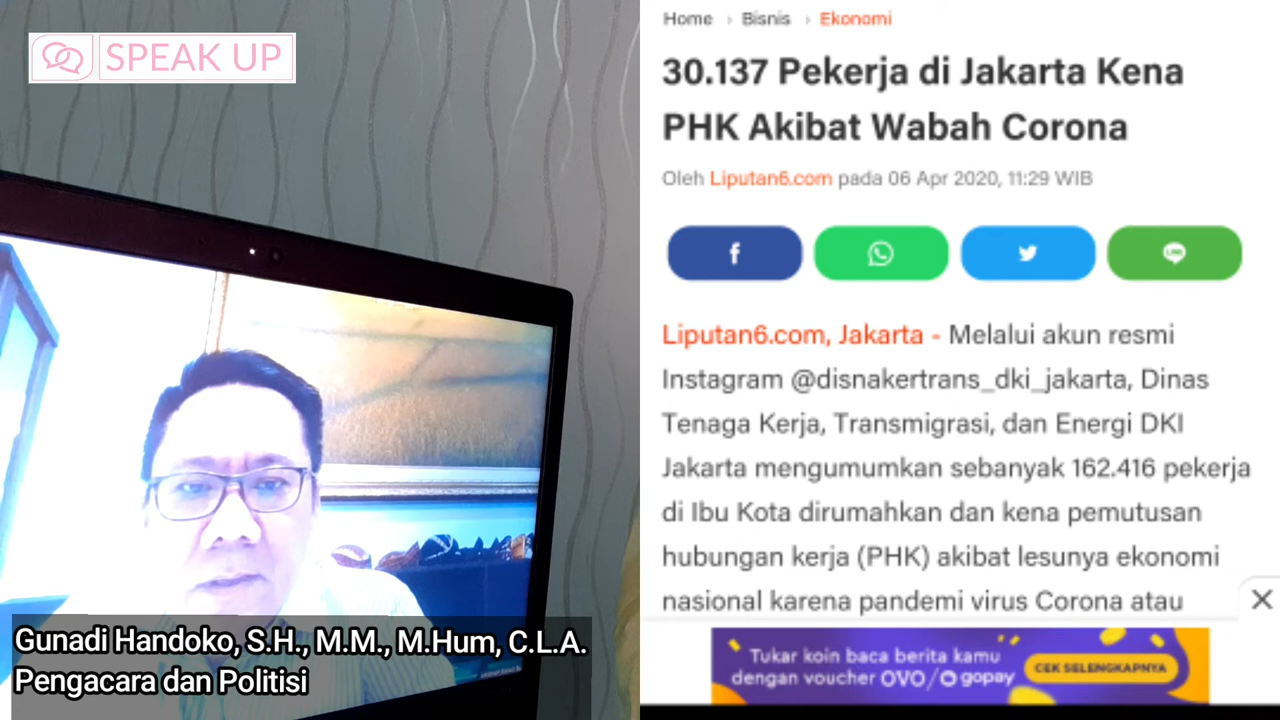 SPEAK UP
Gunadi Handoko, S.H., M.M., M.Hum, C.L.A.
Pengacara dan Politisi
Home › Bisnis › Ekonomi
30.137 Pekerja di Jakarta Kena
PHK Akibat Wabah Corona
Oleh Liputan6.com pada 06 Apr 2020, 11:29 WIB
Liputan6.com, Jakarta - Melalui akun resmi
Instagram @disnakertrans_dki_jakarta, Dinas
Tenaga Kerja, Transmigrasi, dan Energi DKI
Jakarta mengumumkan sebanyak 162.416 pekerja
di Ibu Kota dirumahkan dan kena pemutusan
hubungan kerja (PHK) akibat lesunya ekonomi
nasional karena pandemi virus Corona atau
Tukar koin baca berita kamu
dengan voucher OVO/gopay
CEK SELENGKAPNYA